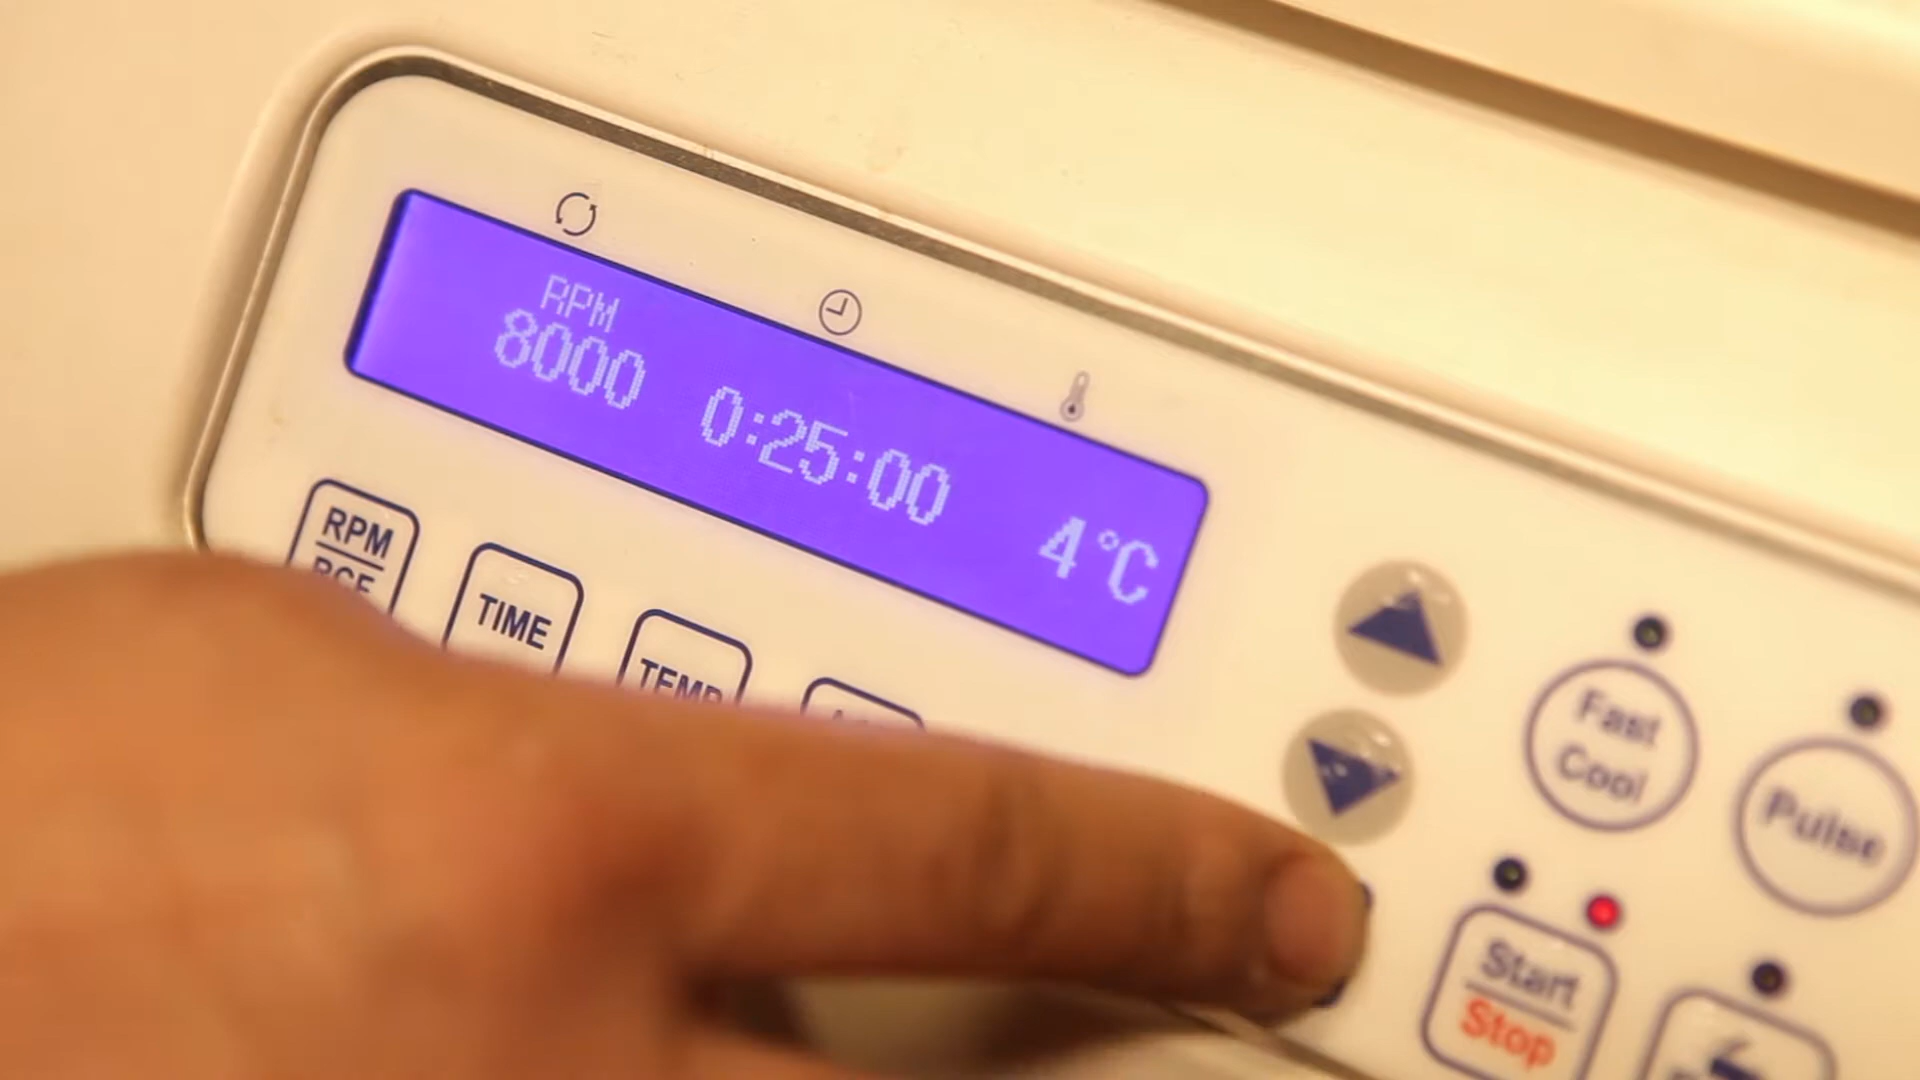 RPM
8000 0:25:00 4°C
RPM
RCF
TIME
TEMP
Fast
Cool
Pulse
Start
Stop